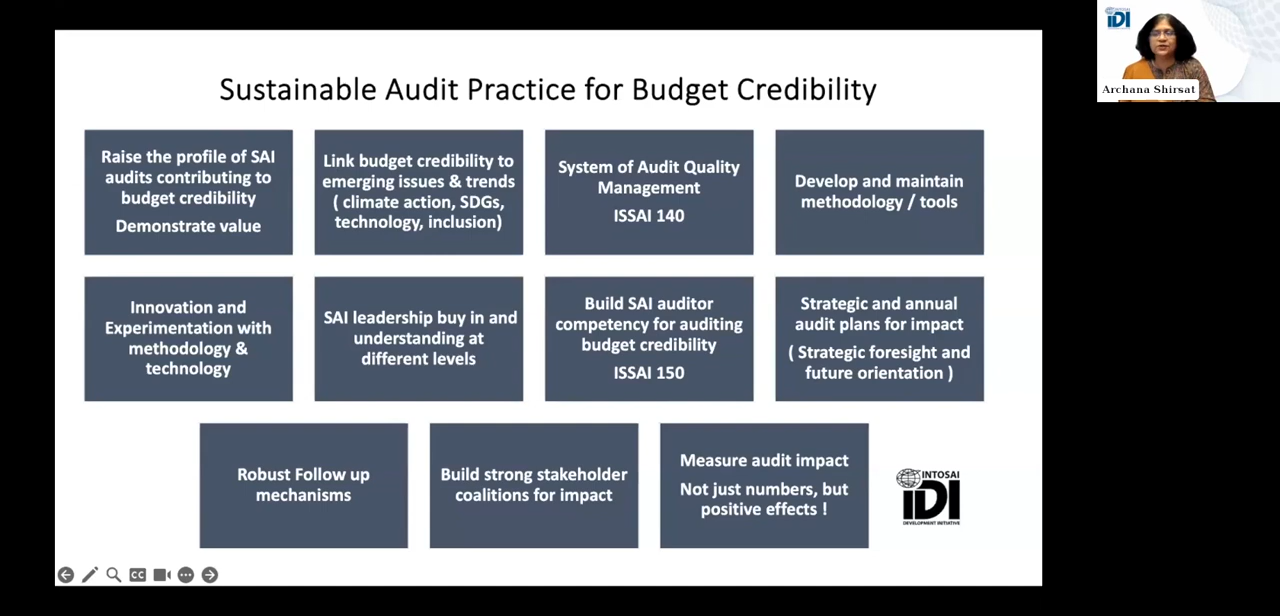 INTOSAI
IDI
Archana Shirsat
Sustainable Audit Practice for Budget Credibility
Raise the profile of SAI
audits contributing to
budget credibility
Demonstrate value
Link budget credibility to
emerging issues & trends
( climate action, SDGs,
technology, inclusion)
System of Audit Quality
Management
ISSAI 140
Develop and maintain
methodology / tools
Innovation and
Experimentation with
methodology &
technology
SAI leadership buy in and
understanding at
different levels
Build SAI auditor
competency for auditing
budget credibility
ISSAI 150
Strategic and annual
audit plans for impact
( Strategic foresight and
future orientation )
Robust Follow up
mechanisms
Build strong stakeholder
coalitions for impact
Measure audit impact
Not just numbers, but
positive effects !
INTOSAI
IDI
DEVELOPMENT INITIATIVE
CC